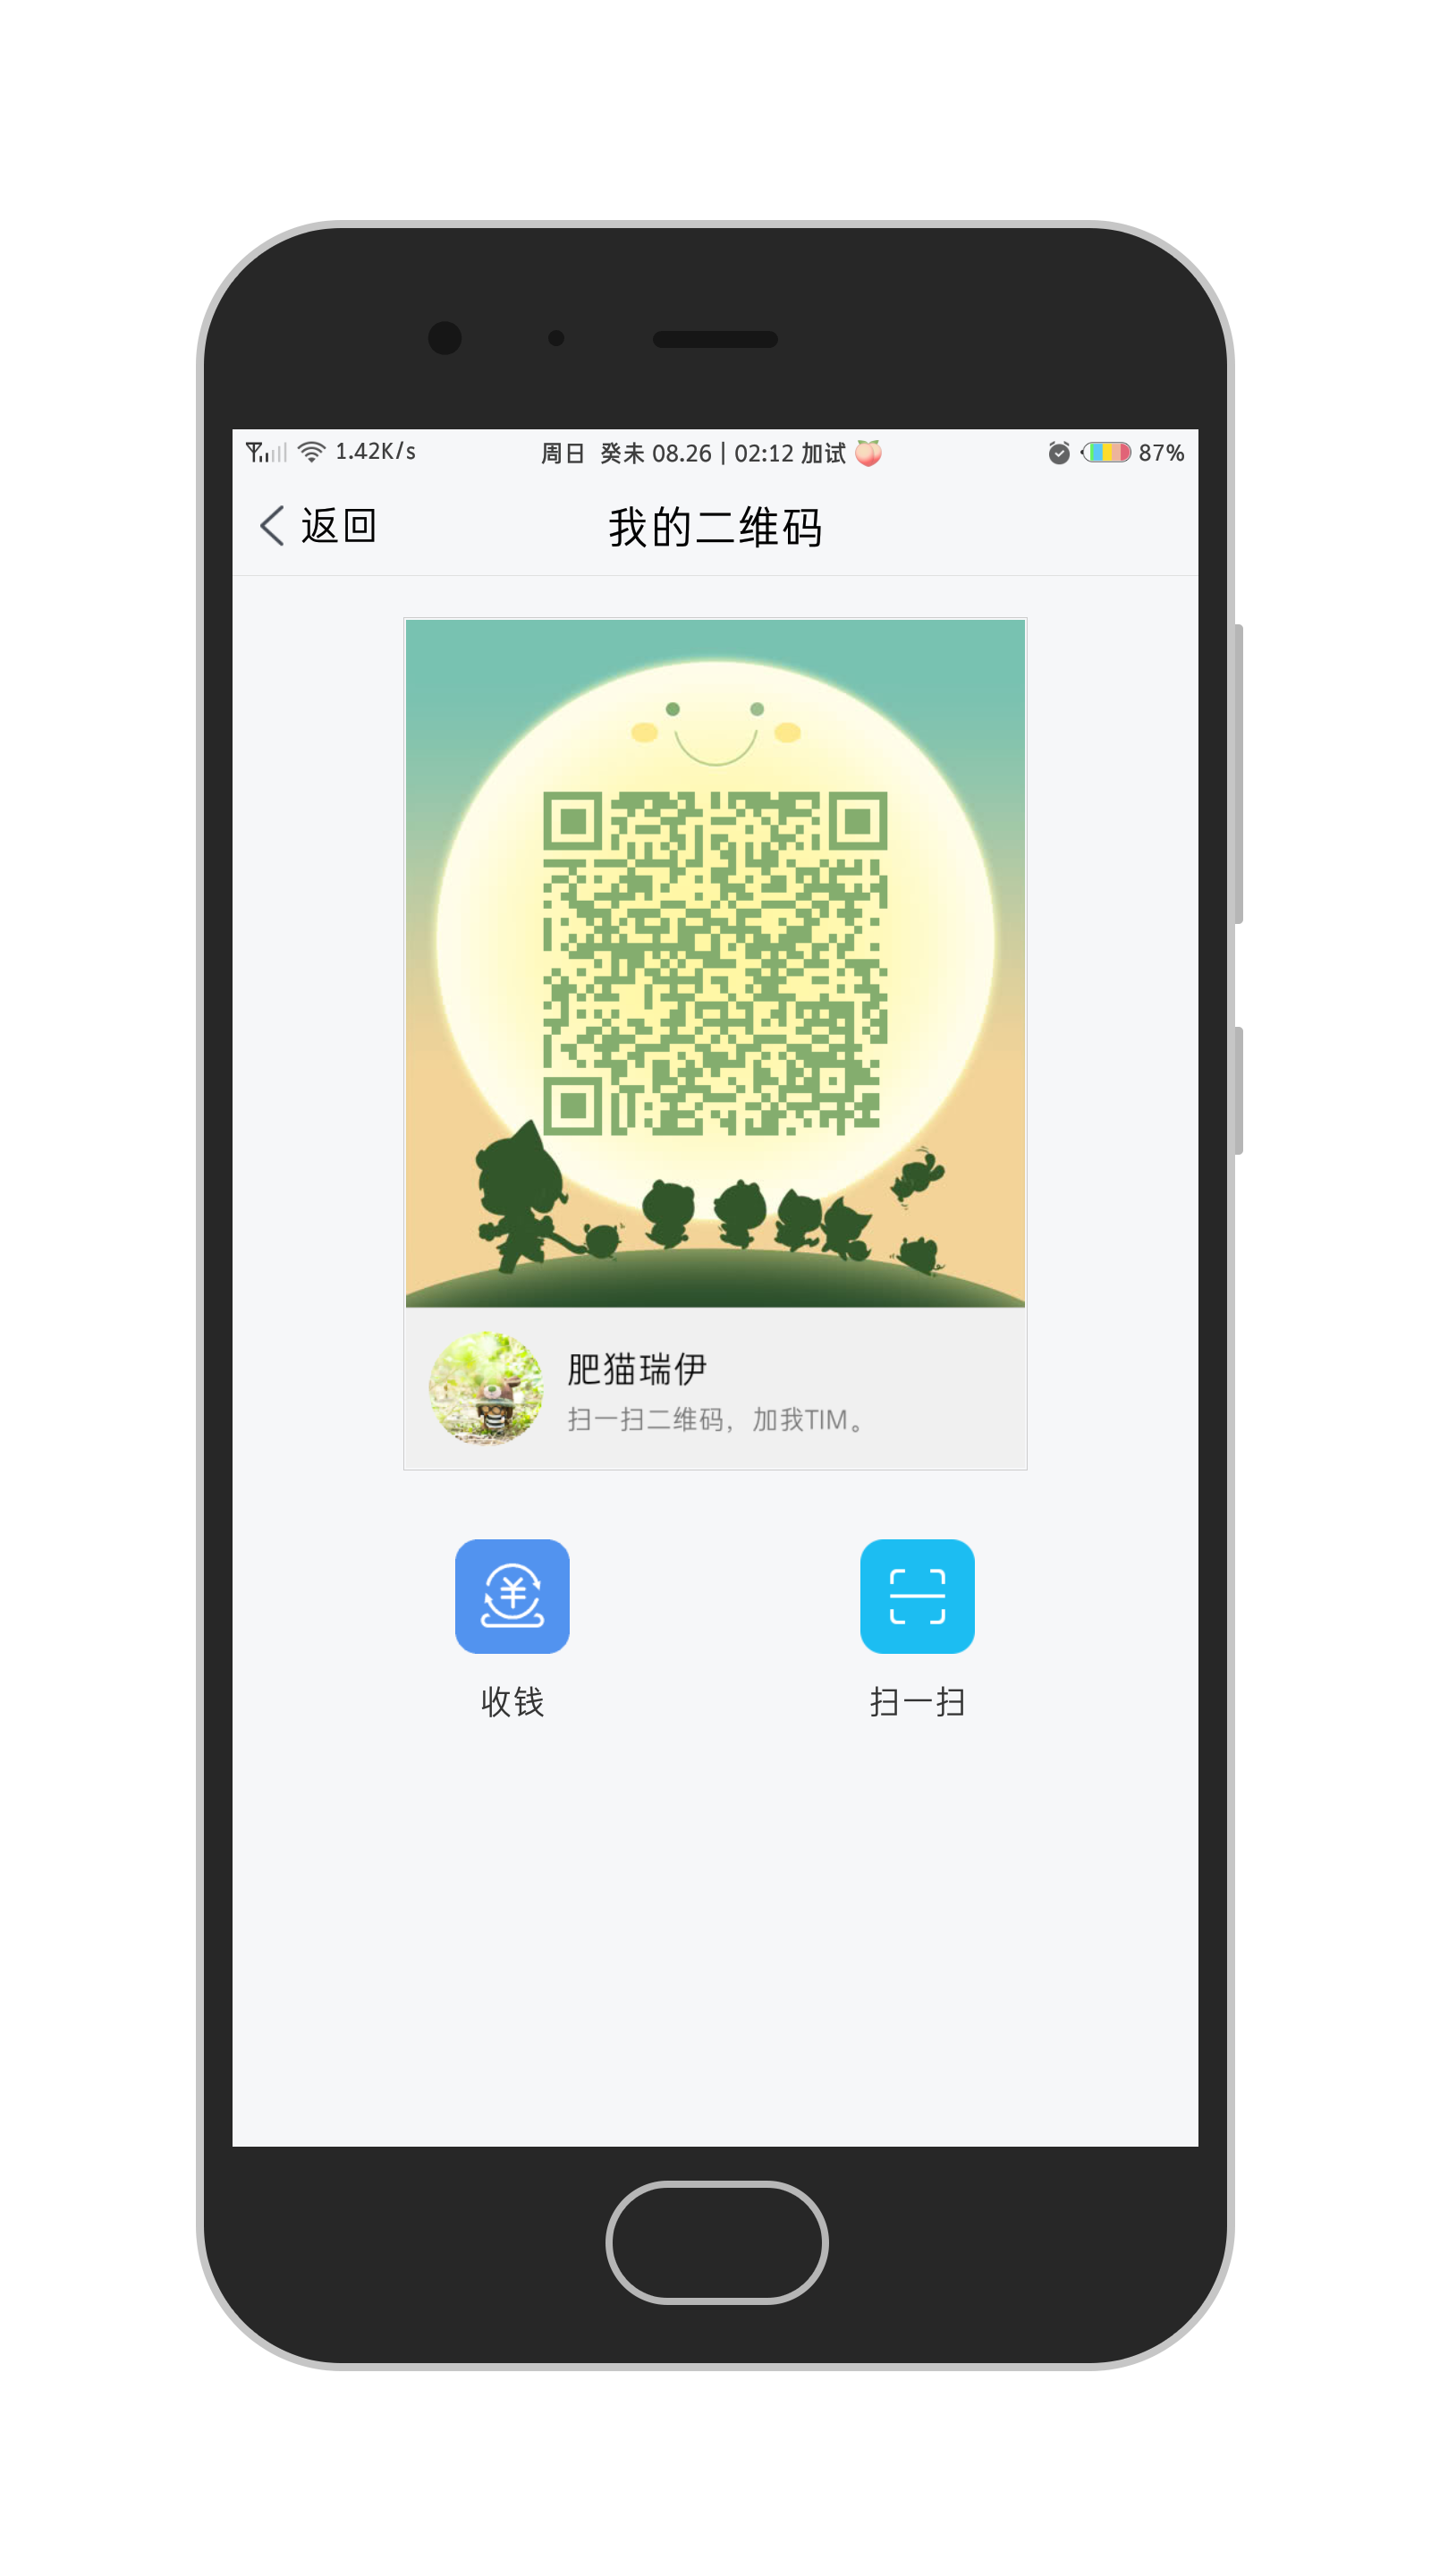 1.42K/s 周日 癸未 08.26 | 02:12 加试 87%
返回 我的二维码
肥猫瑞伊
扫一扫二维码，加我TIM。
收钱 扫一扫